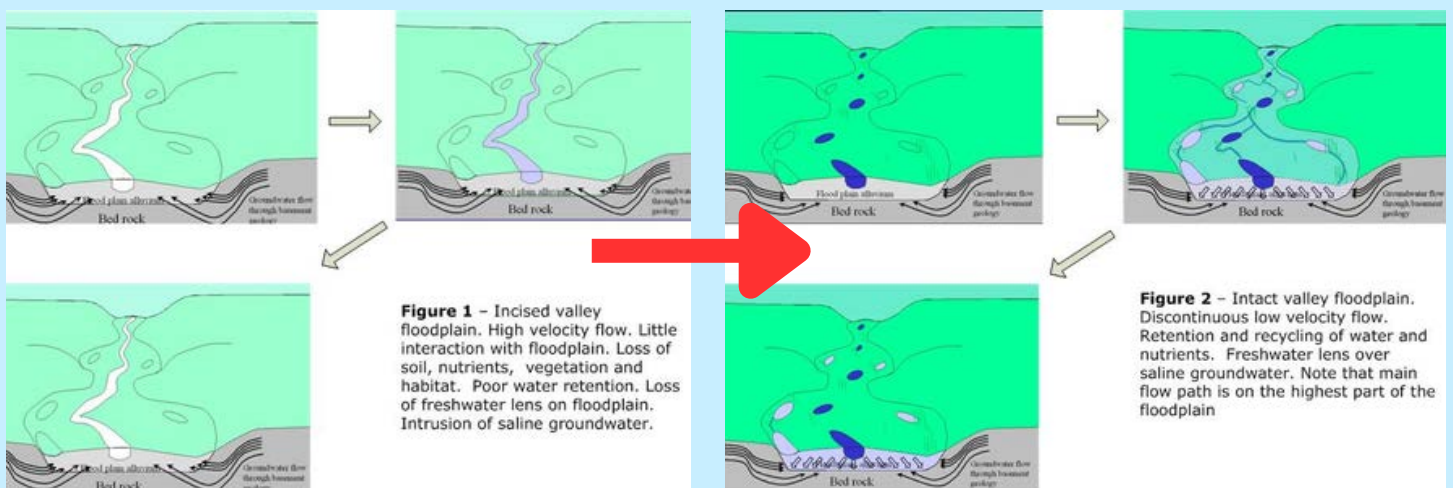 Flood plain alluvium
Bed rock
Flood plain alluvium
Bed rock
Groundwater flow
through basement
geology
Flood plain alluvium
Bed rock
Groundwater flow
through basement
geology
Figure 1 – Incised valley
floodplain. High velocity flow. Little
interaction with floodplain. Loss of
soil, nutrients, vegetation and
habitat. Poor water retention. Loss
of freshwater lens on floodplain.
Intrusion of saline groundwater.
Flood plain alluvium
Bed rock
Groundwater flow
through basement
geology
Bed rock
Groundwater flow
through basement
geology
Bed rock
Groundwater flow
through basement
geology
Figure 2 – Intact valley floodplain.
Discontinuous low velocity flow.
Retention and recycling of water and
nutrients. Freshwater lens over
saline groundwater. Note that main
flow path is on the highest part of the
floodplain